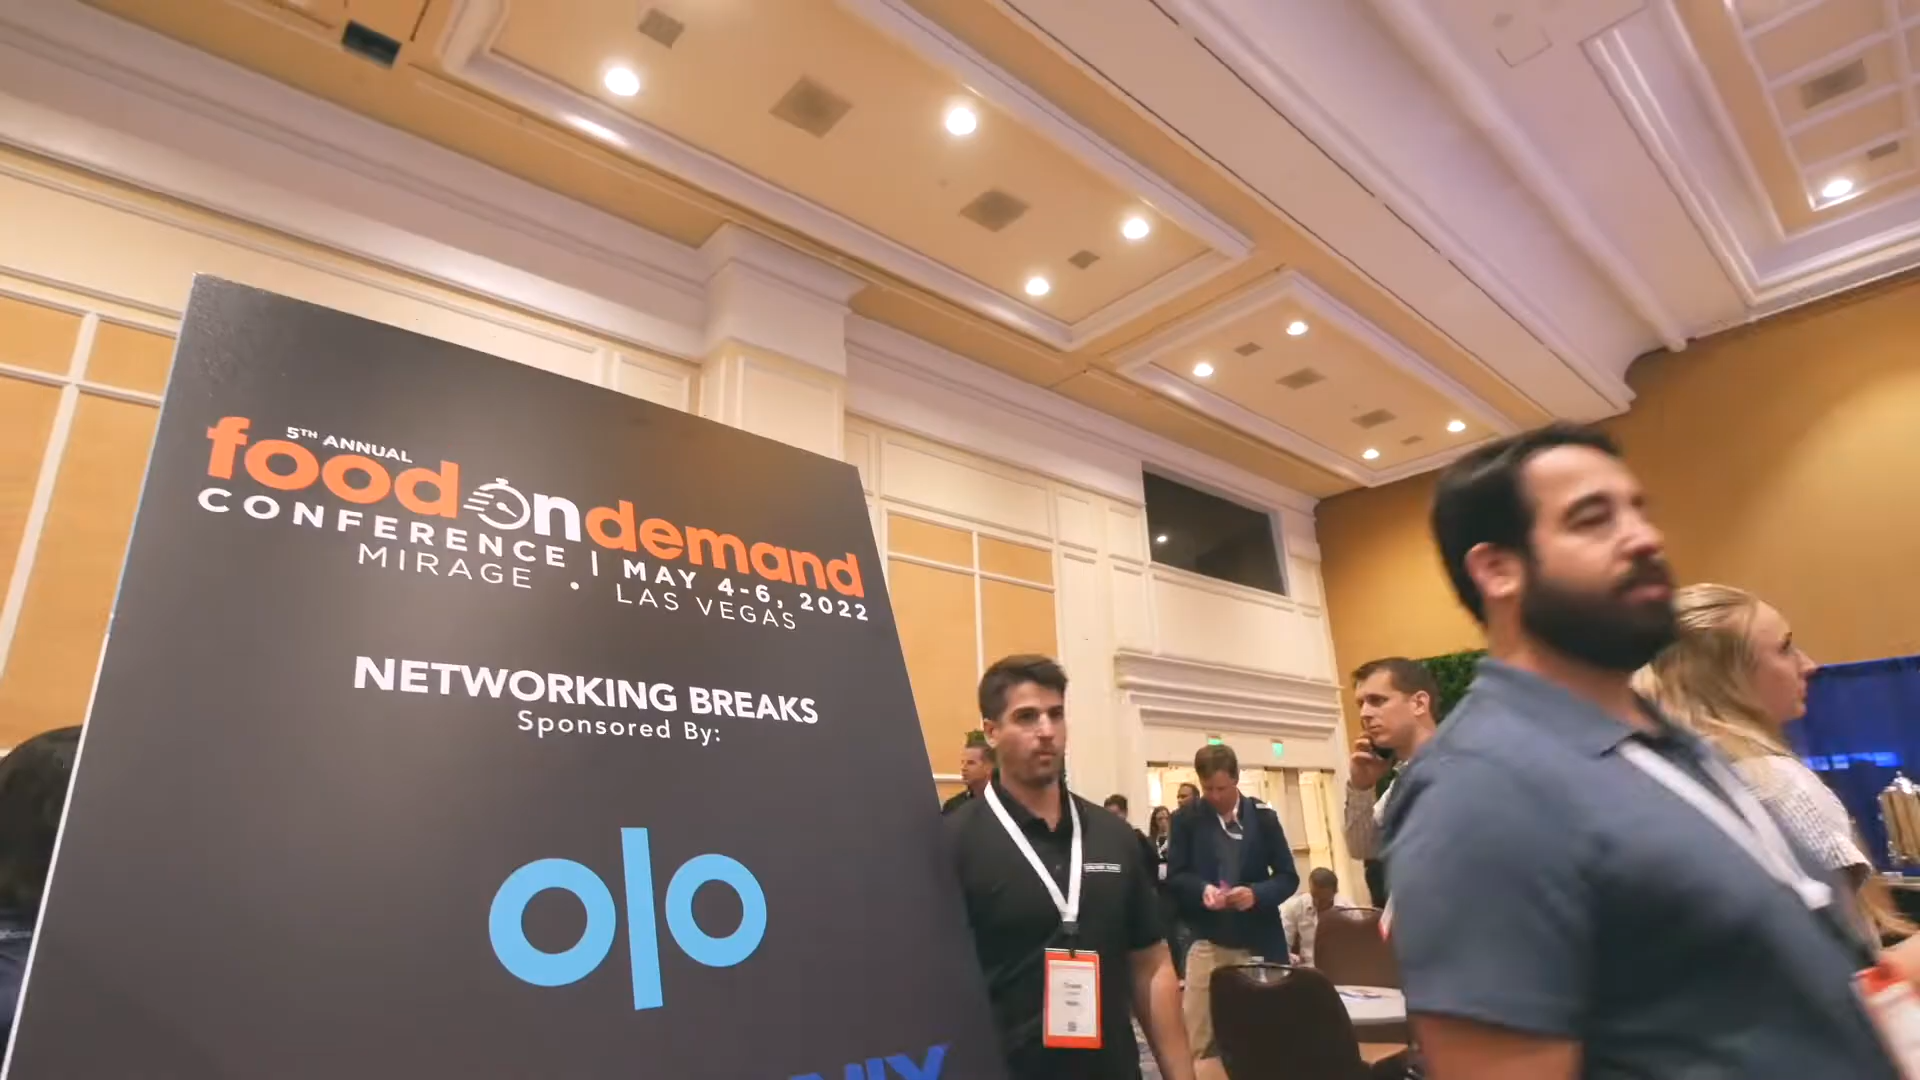 5TH ANNUAL
foodondemand
CONFERENCE | MAY 4-6, 2022
MIRAGE • LAS VEGAS
NETWORKING BREAKS
Sponsored By:
olo